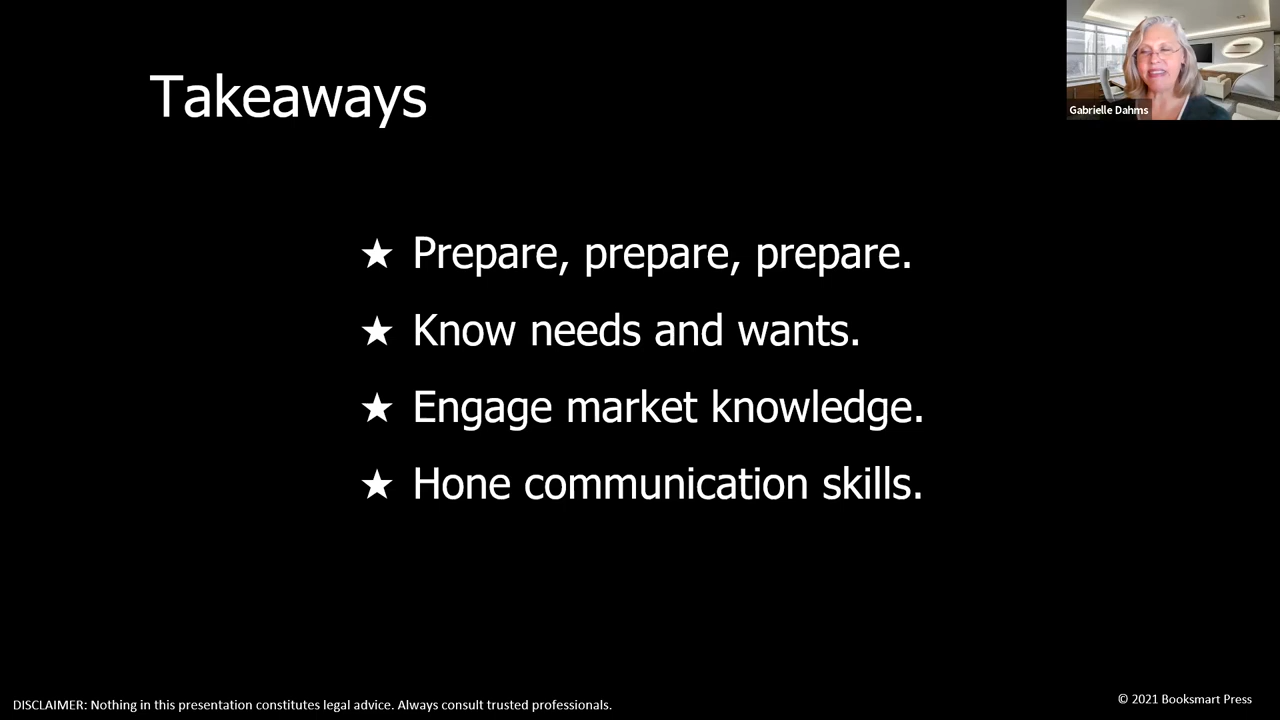 Takeaways
Gabrielle Dahms
★ Prepare, prepare, prepare.
★ Know needs and wants.
★ Engage market knowledge.
★ Hone communication skills.
DISCLAIMER: Nothing in this presentation constitutes legal advice. Always consult trusted professionals.
© 2021 Booksmart Press